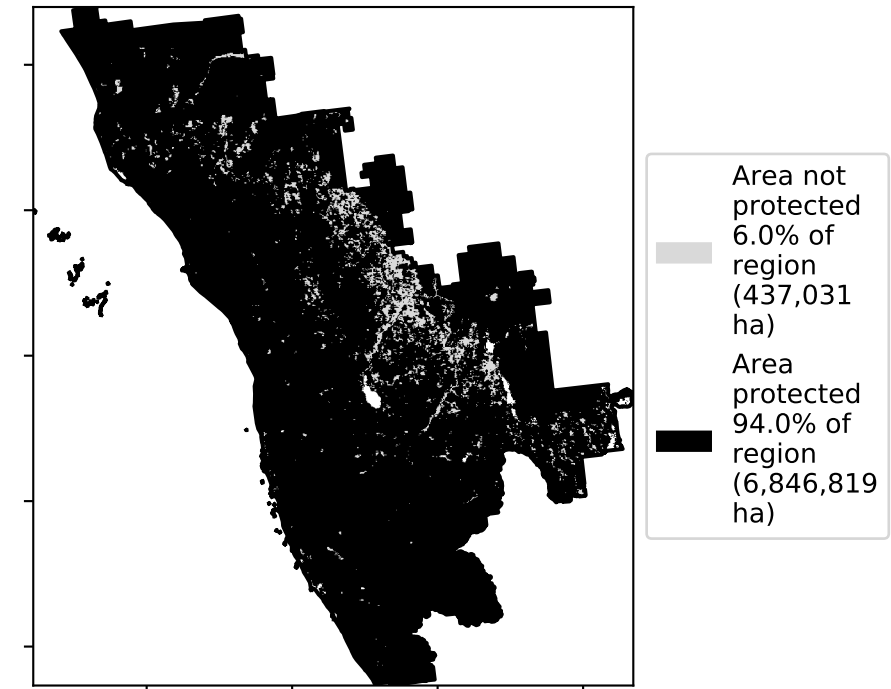 Area not
protected
6.0% of
region
(437,031
ha)
Area
protected
94.0% of
region
(6,846,819
ha)